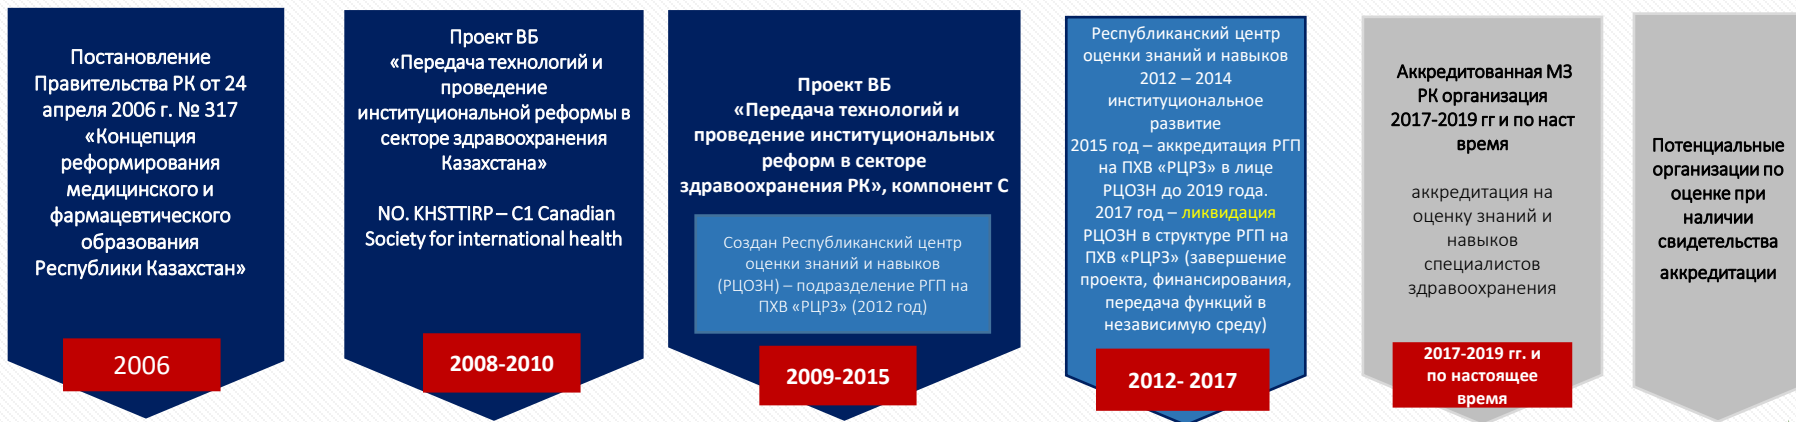 Постановление
Правительства РК от 24
апреля 2006 г. № 317
«Концепция
реформирования
медицинского и
фармацевтического
образования
Республики Казахстан»
2006
Проект ВБ
«Передача технологий и
проведение
институциональной реформы в
секторе здравоохранения
Казахстана»
NO. KHSTTIRP – C1 Canadian
Society for international health
2008-2010
Проект ВБ
«Передача технологий и
проведение институциональных
реформ в секторе
здравоохранения РК», компонент С
Создан Республиканский центр
оценки знаний и навыков
(РЦОЗН) – подразделение РГП на
ПХВ «РЦРЗ» (2012 год)
2009-2015
Республиканский центр
оценки знаний и навыков
2012 – 2014
институциональное
развитие
2015 год – аккредитация РГП
на ПХВ «РЦРЗ» в лице
РЦОЗН до 2019 года.
2017 год – ликвидация
РЦОЗН в структуре РГП на
ПХВ «РЦРЗ» (завершение
проекта, финансирования,
передача функций в
независимую среду)
2012- 2017
Аккредитованная МЗ
РК организация
2017-2019 гг и по наст
время
аккредитация на
оценку знаний и
навыков
специалистов
здравоохранения
2017-2019 гг. и
по настоящее
время
Потенциальные
организации по
оценке при
наличии
свидетельства
аккредитации